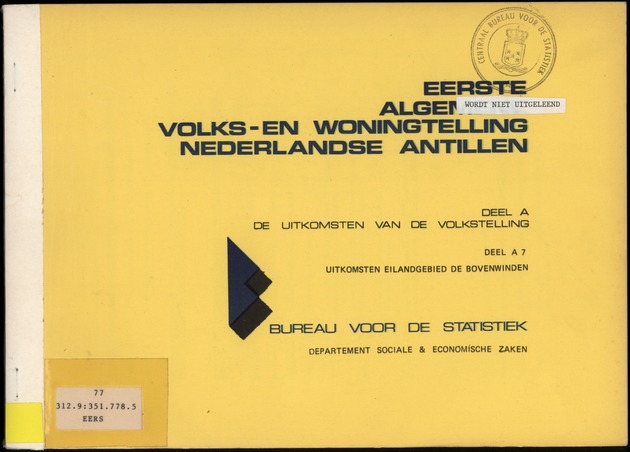 CENTRAAL BUREAU VOOR DE STATISTIEK
EERSTE
ALGEM
WORDT NIET UITGELEEND
VOLKS-EN WONINGTELLING
NEDERLANDSE ANTILLEN
DEEL A
DE UITKOMSTEN VAN DE VOLKSTELLING
DEEL A 7
UITKOMSTEN EILANDGEBIED DE BOVENWINDEN
BUREAU VOOR DE STATISTIEK
DEPARTEMENT SOCIALE & ECONOMISCHE ZAKEN
77
312.9:351.778.5
EERS